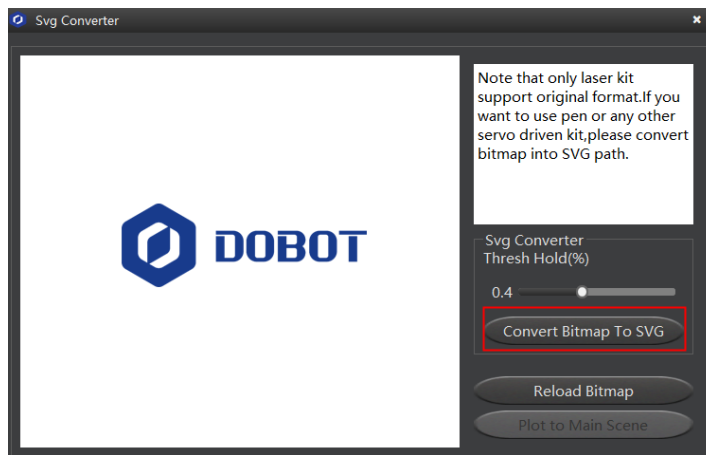 Svg Converter
Note that only laser kit
support original format.If you
want to use pen or any other
servo driven kit,please convert
bitmap into SVG path.
DOBOT
Svg Converter
Thresh Hold(%)
0.4
Convert Bitmap To SVG
Reload Bitmap
Plot to Main Scene